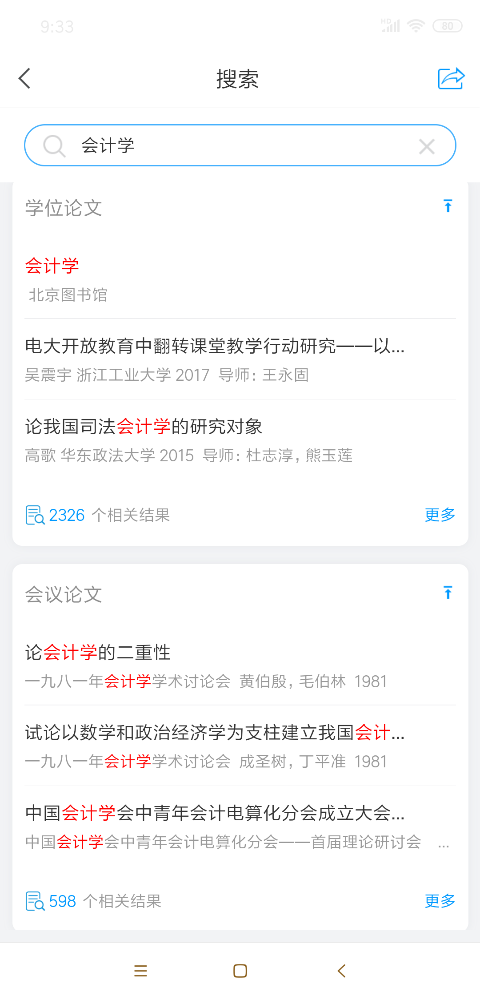 9:33
HD
80
搜索
会计学
学位论文
会计学
北京图书馆
电大开放教育中翻转课堂教学行动研究——以...
吴震宇 浙江工业大学 2017 导师: 王永固
论我国司法会计学的研究对象
高歌 华东政法大学 2015 导师: 杜志淳, 熊玉莲
2326 个相关结果
更多
会议论文
论会计学的二重性
一九八一年会计学学术讨论会 黄伯殷, 毛伯林 1981
试论以数学和政治经济学为支柱建立我国会计...
一九八一年会计学学术讨论会 成圣树, 丁平准 1981
中国会计学会中青年会计电算化分会成立大会...
中国会计学会中青年会计电算化分会——首届理论研讨会 ...
598 个相关结果
更多